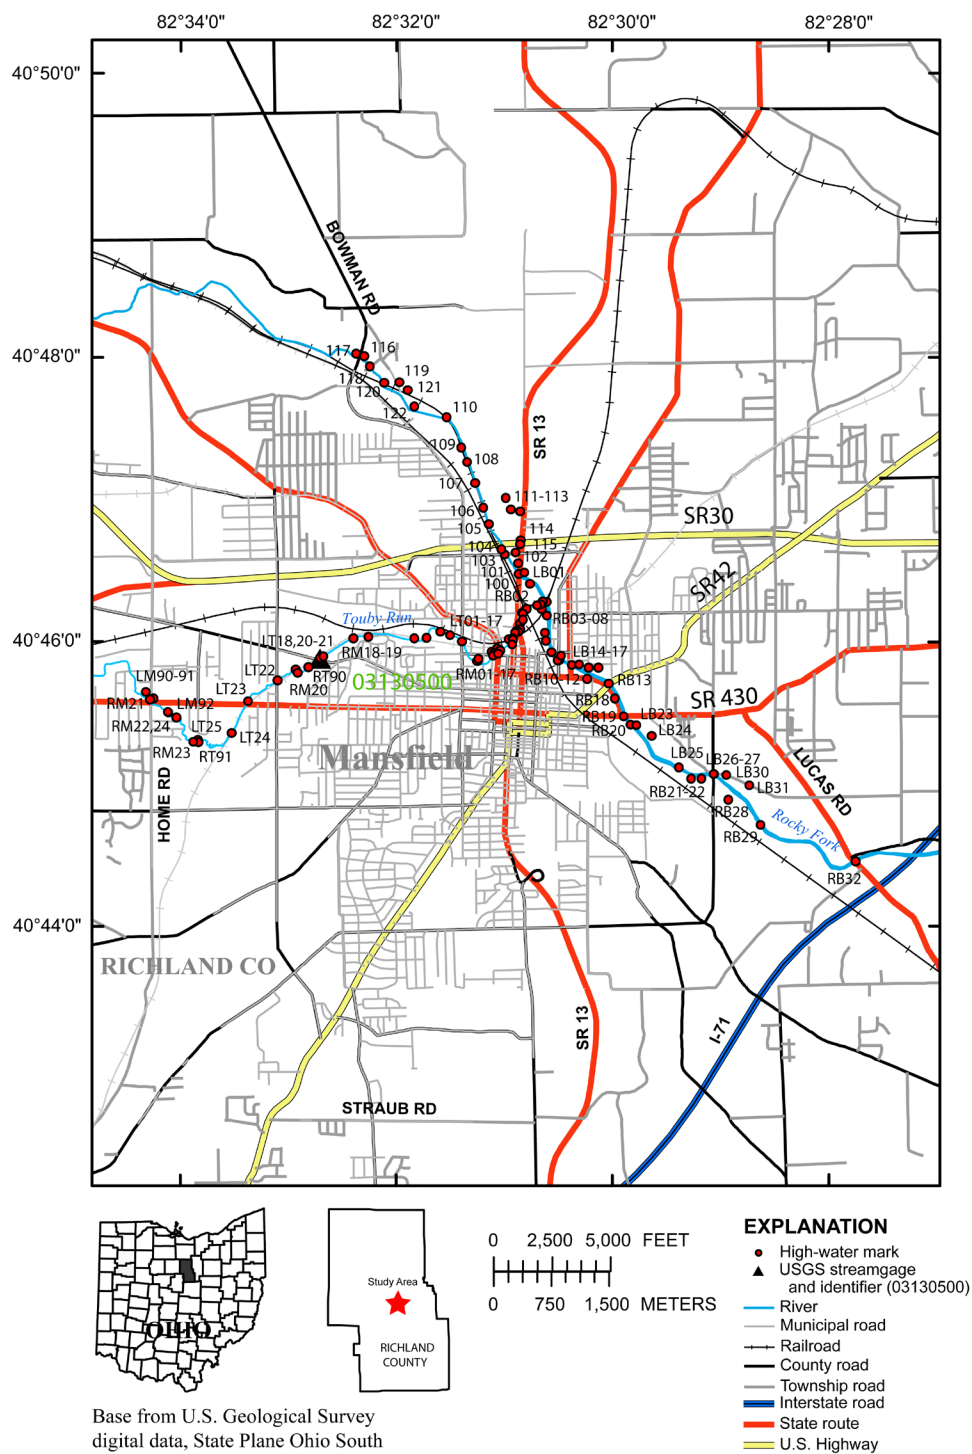 82°34'0"
82°32'0"
82°30'0"
82°28'0"
40°50'0"
BOWMAN RD
40°48'0"
117
116
118
119
120
121
122
110
SR 13
109
108
107
111-113
106
105
SR30
114
104
115
103
102
101
LB01
100
SR42
RB02
Touby Run
LT01-17
RB03-08
40°46'0"
LT18,20-21
RM18-19
LB14-17
LM90-91
LT22
RT90
RM01-17
RB10-12
RB13
RM20
03130500
LT23
RM21
LM92
RB18
SR 430
RM22,24
LT25
RB19
LB23
LT24
RB20
LB24
RM23
RT91
Mansfield
LB25
LB26-27
LB30
HOME RD
LUCAS RD
RB21-22
LB31
RB28
Rocky Fork
RB29
RB32
40°44'0"
RICHLAND CO
SR 13
I-71
STRAUB RD
OHIO
Study Area
RICHLAND
COUNTY
0 2,500 5,000 FEET
0 750 1,500 METERS
EXPLANATION
High-water mark
USGS streamgage
and identifier (03130500)
River
Municipal road
Railroad
County road
Township road
Interstate road
State route
U.S. Highway
Base from U.S. Geological Survey
digital data, State Plane Ohio South